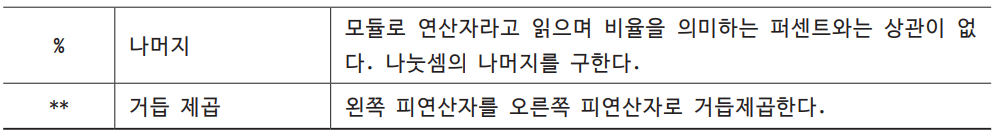 % 나머지 모듈로 연산자라고 읽으며 비율을 의미하는 퍼센트와는 상관이 없
다. 나눗셈의 나머지를 구한다.
** 거듭 제곱 왼쪽 피연산자를 오른쪽 피연산자로 거듭제곱한다.